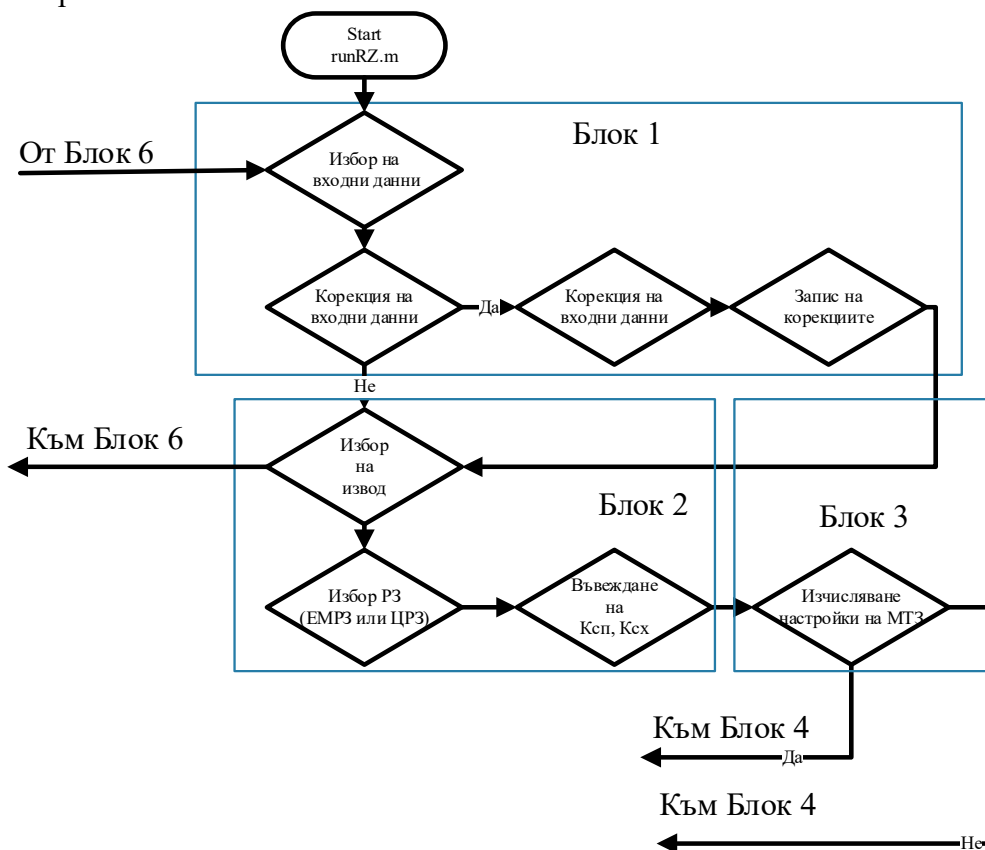 Start
runRZ.m
Блок 1
От Блок 6
Избор на
входни данни
Корекция на
входни данни
Да
Корекция на
входни данни
Запис на
корекциите
Не
Към Блок 6
Избор
на
извод
Блок 2
Блок 3
Избор РЗ
(ЕМРЗ или ЦРЗ)
Въвеждане
на
Ксп, Ксх
Изчисляване
настройки на МТЗ
Към Блок 4
Да
Към Блок 4
Не